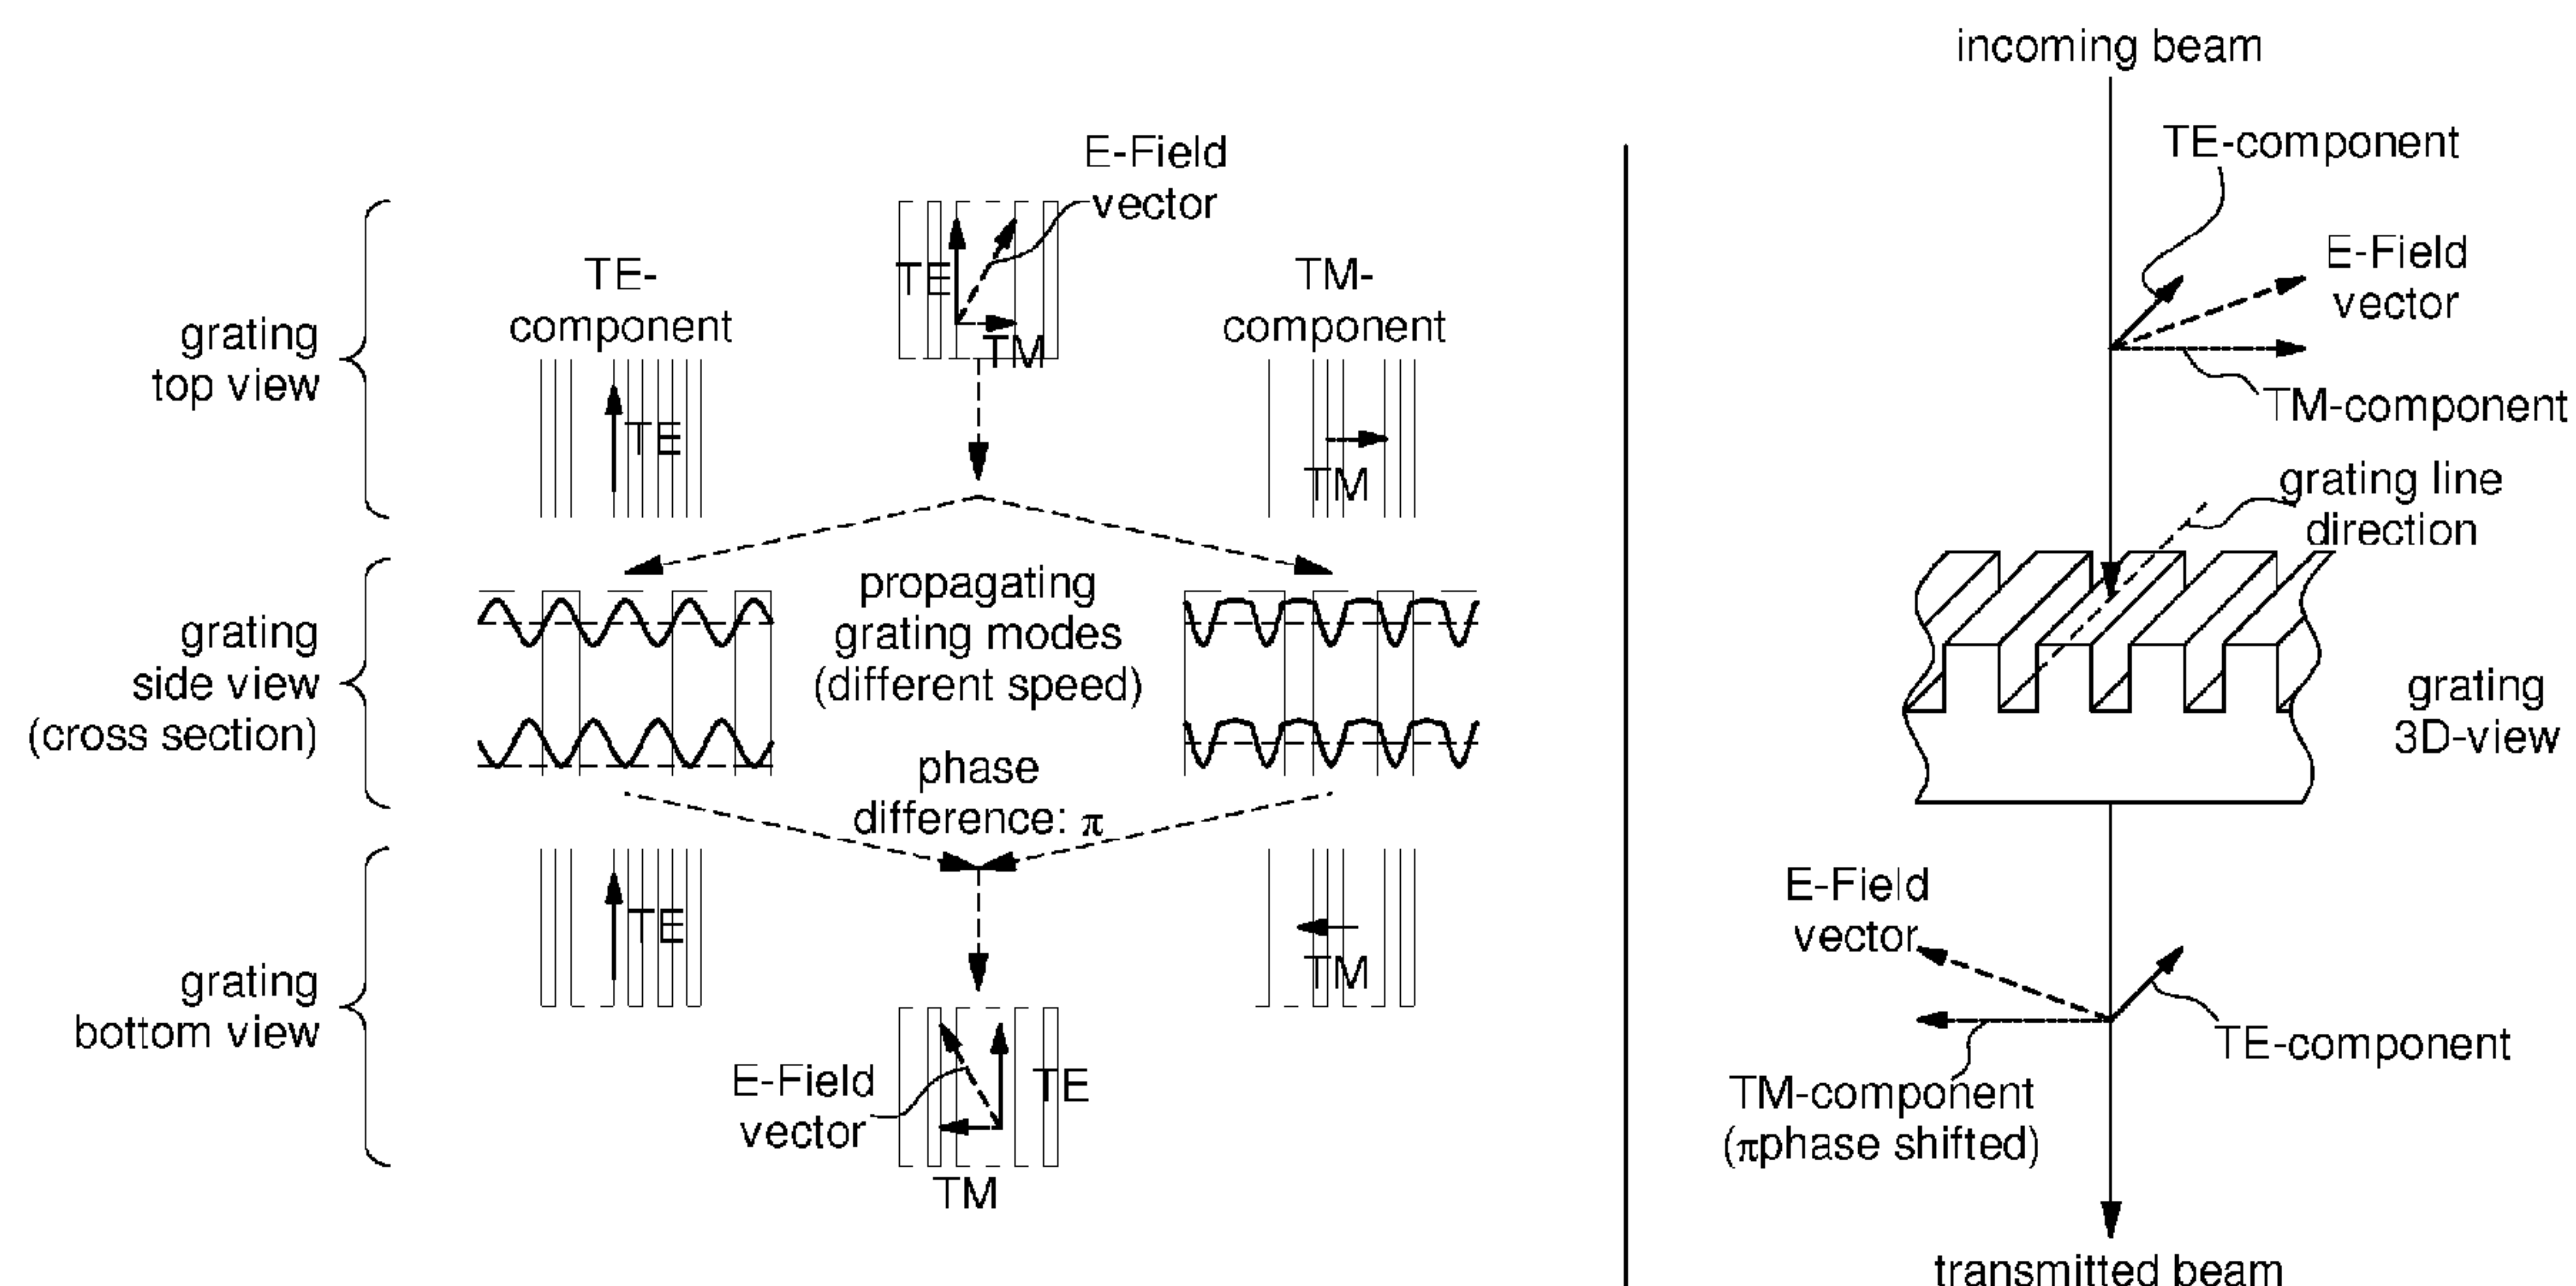 E-Field
vector
TE
TM
TE-
component
TM-
component
grating
top view
TE
TM
grating
side view
(cross section)
propagating
grating modes
(different speed)
phase
difference: π
grating
bottom view
TE
TM
E-Field
vector
TE
TM
incoming beam
TE-component
E-Field
vector
TM-component
grating line
direction
grating
3D-view
E-Field
vector
TE-component
TM-component
(πphase shifted)
transmitted beam